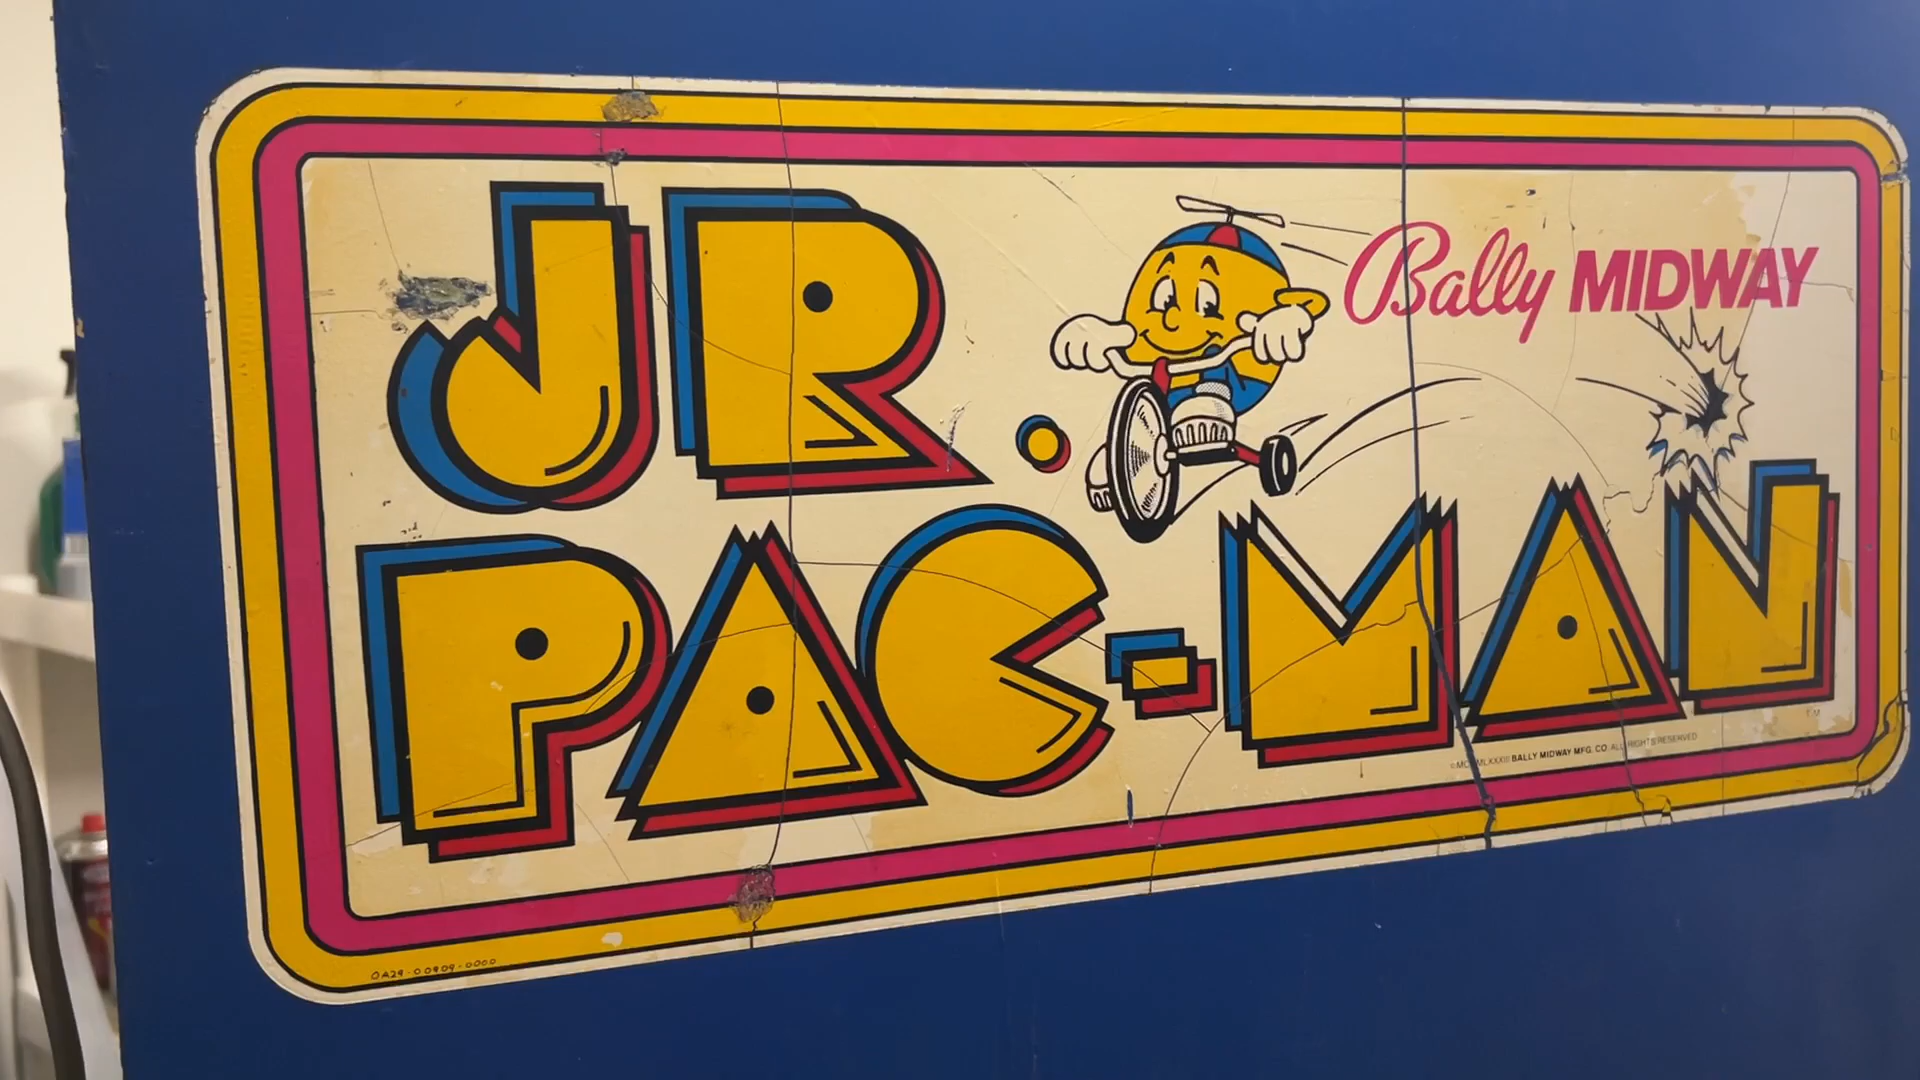 JR.
PAC-MAN
Bally MIDWAY
TM
BALLY MIDWAY MFG. CO. ALL RIGHTS RESERVED
0A29-00909-0000